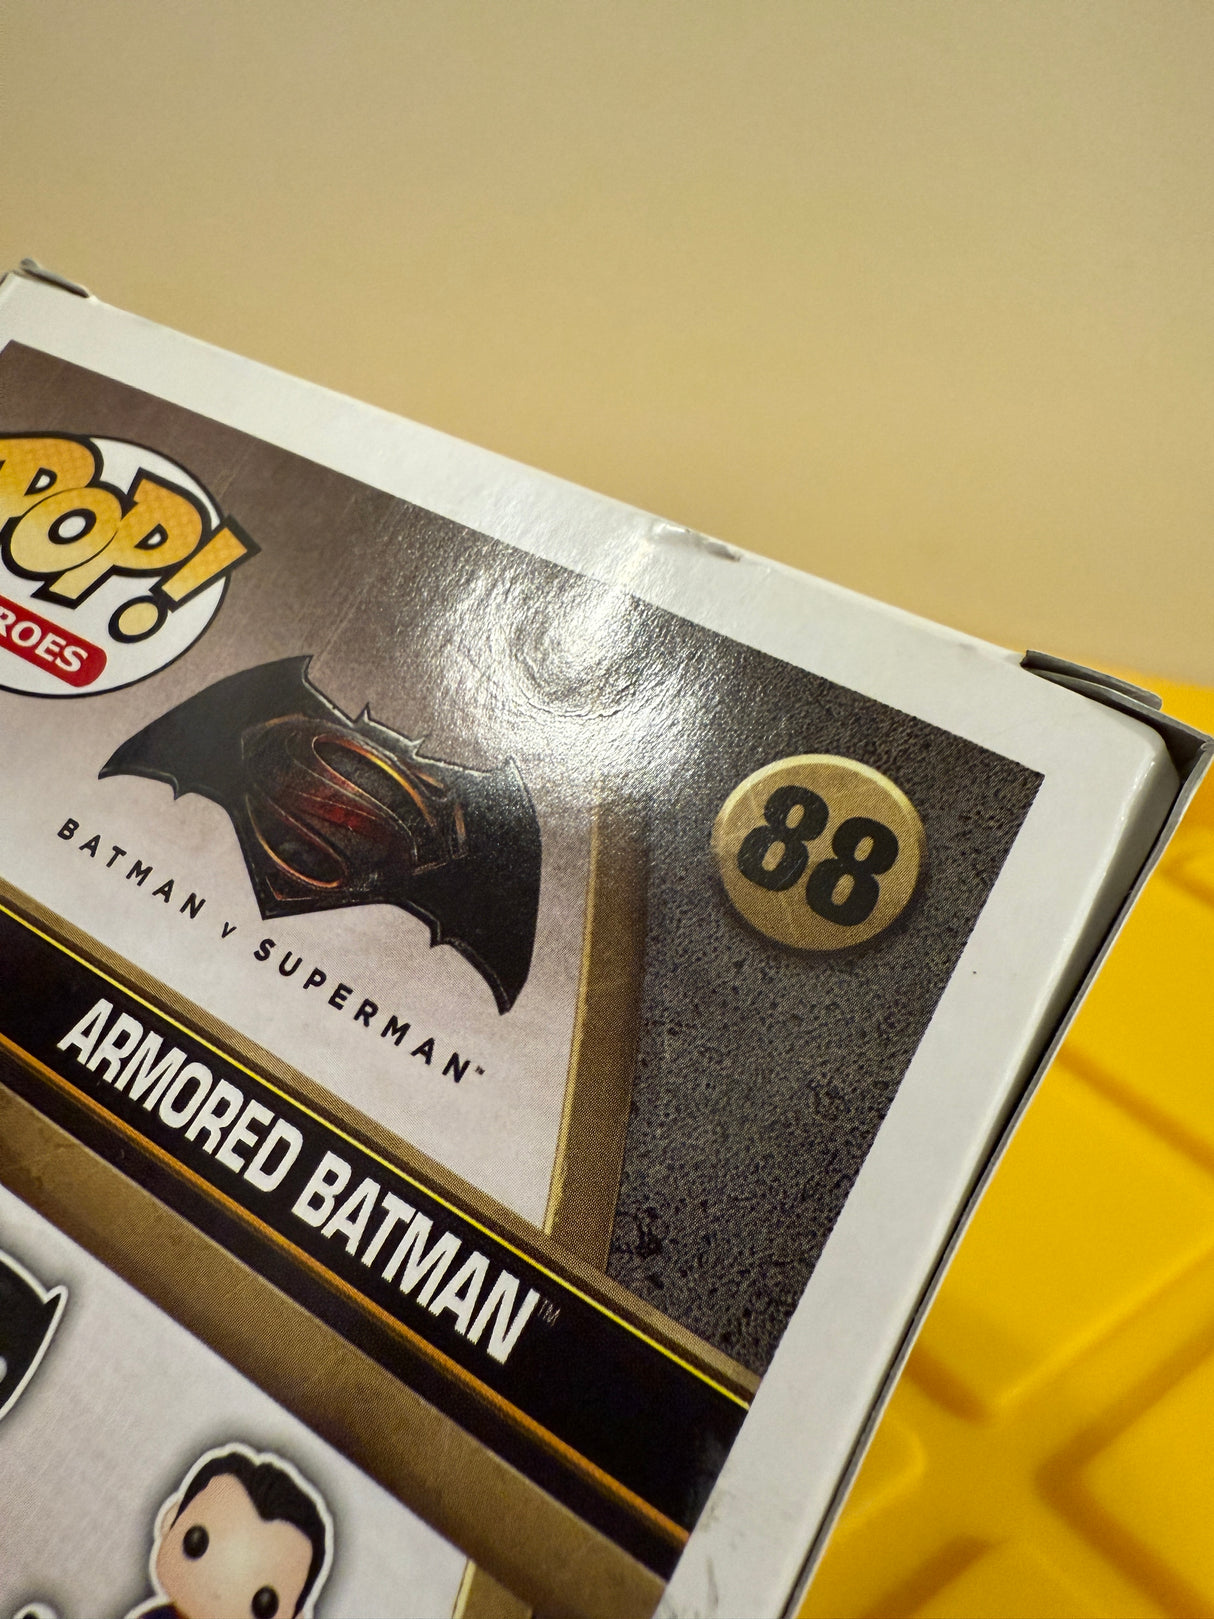 POP!
ROES
88
BATMAN v SUPERMAN™
ARMORED BATMAN™